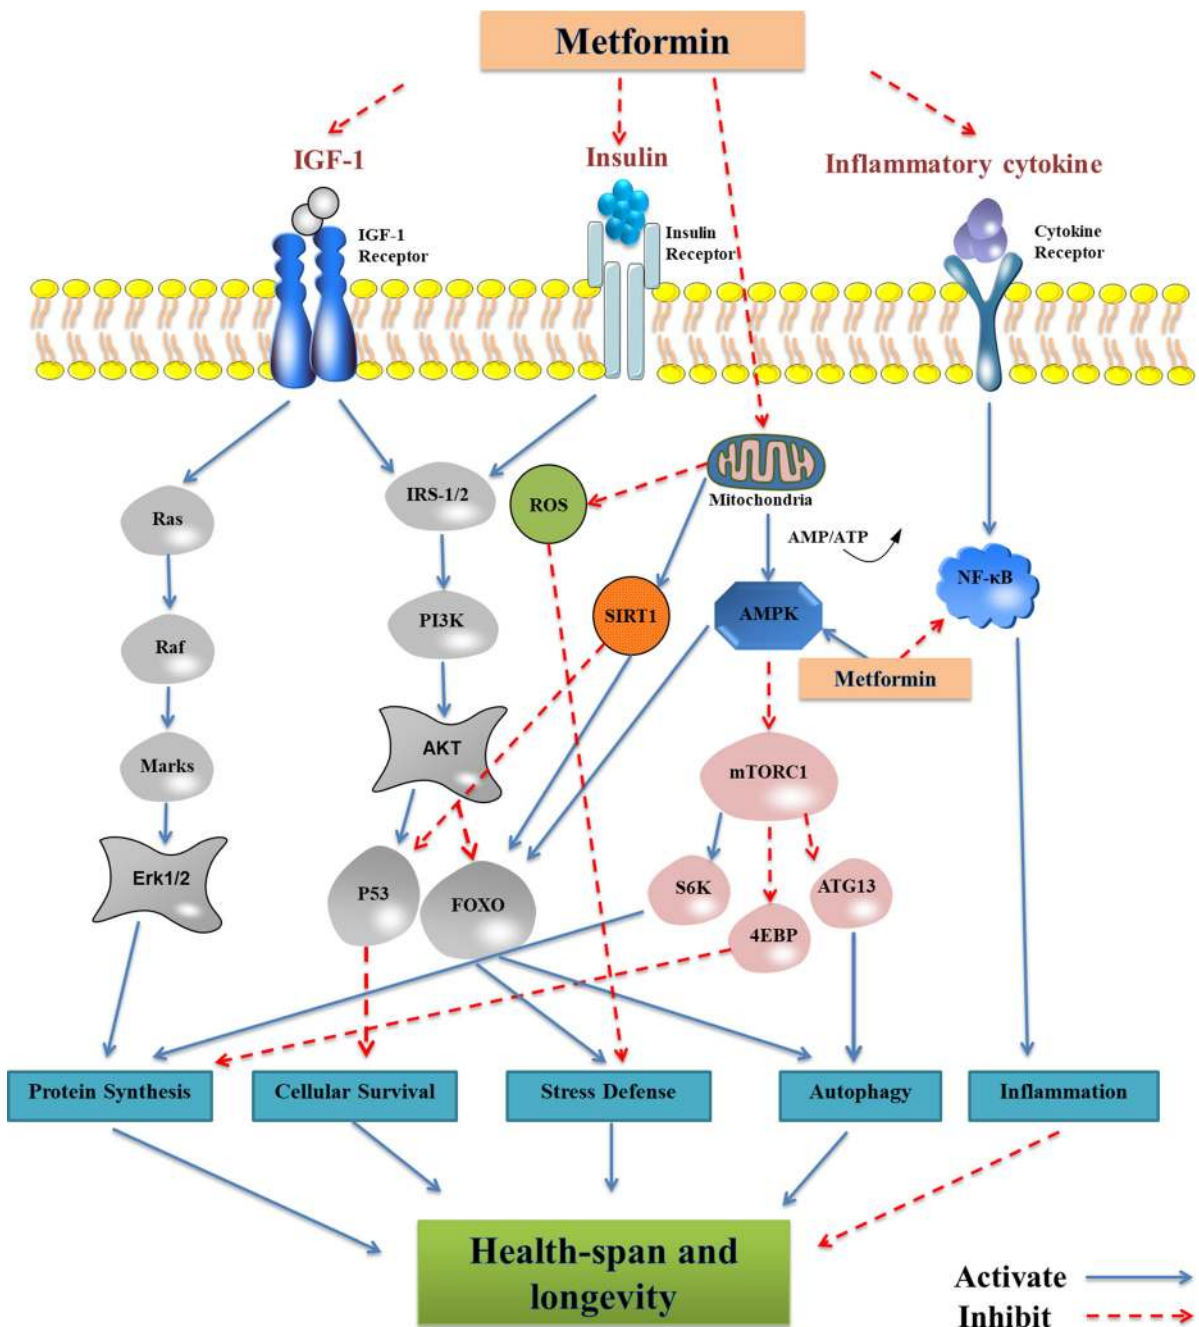 Metformin
IGF-1
Insulin
Inflammatory cytokine
IGF-1
Receptor
Insulin
Receptor
Cytokine
Receptor
IRS-1/2
ROS
Mitochondria
Ras
AMP/ATP
NF-κB
PI3K
SIRT1
AMPK
Raf
Metformin
AKT
Marks
mTORC1
Erk1/2
P53
FOXO
S6K
ATG13
4EBP
Protein Synthesis
Cellular Survival
Stress Defense
Autophagy
Inflammation
Health-span and
longevity
Activate
Inhibit